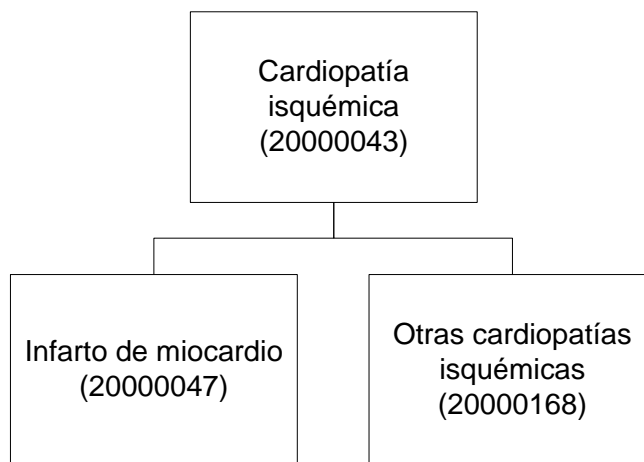 Cardiopatía
isquémica
(20000043)
Infarto de miocardio
(20000047)
Otras cardiopatías
isquémicas
(20000168)